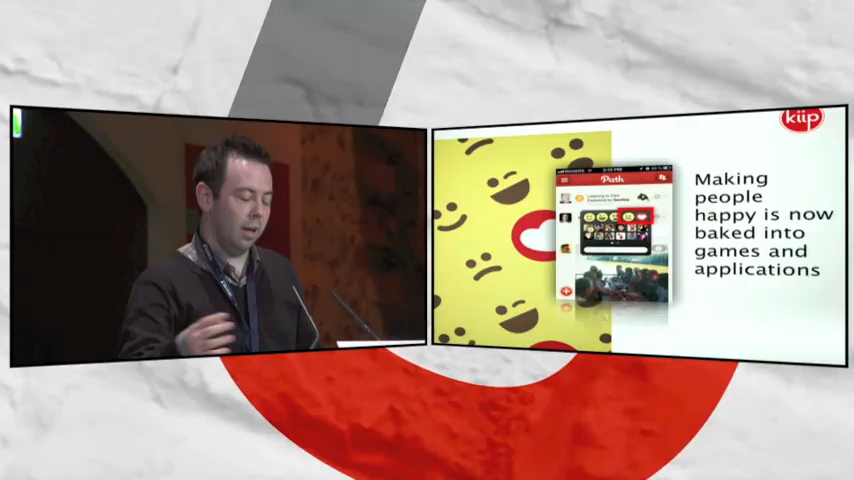 kiip
Path
Making
people
happy is now
baked into
games and
applications